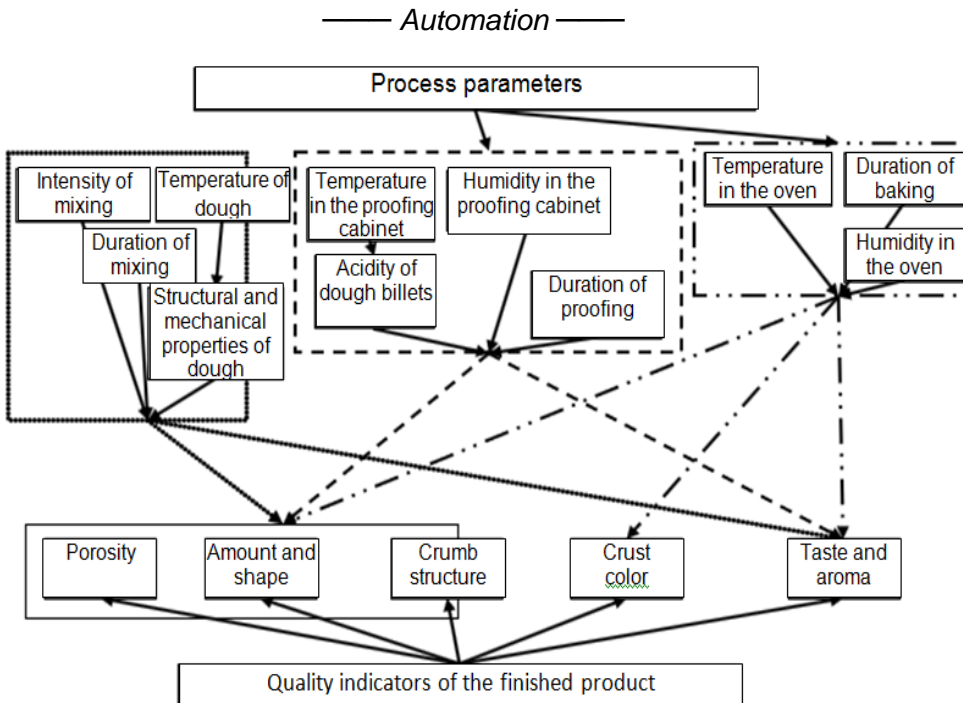 Automation
Process parameters
Intensity of
mixing
Temperature of
dough
Duration of
mixing
Structural and
mechanical
properties of
dough
Temperature
in the proofing
cabinet
Humidity in the
proofing cabinet
Acidity of
dough billets
Duration of
proofing
Temperature
in the oven
Duration of
baking
Humidity in
the oven
Porosity
Amount and
shape
Crumb
structure
Crust
color
Taste and
aroma
Quality indicators of the finished product